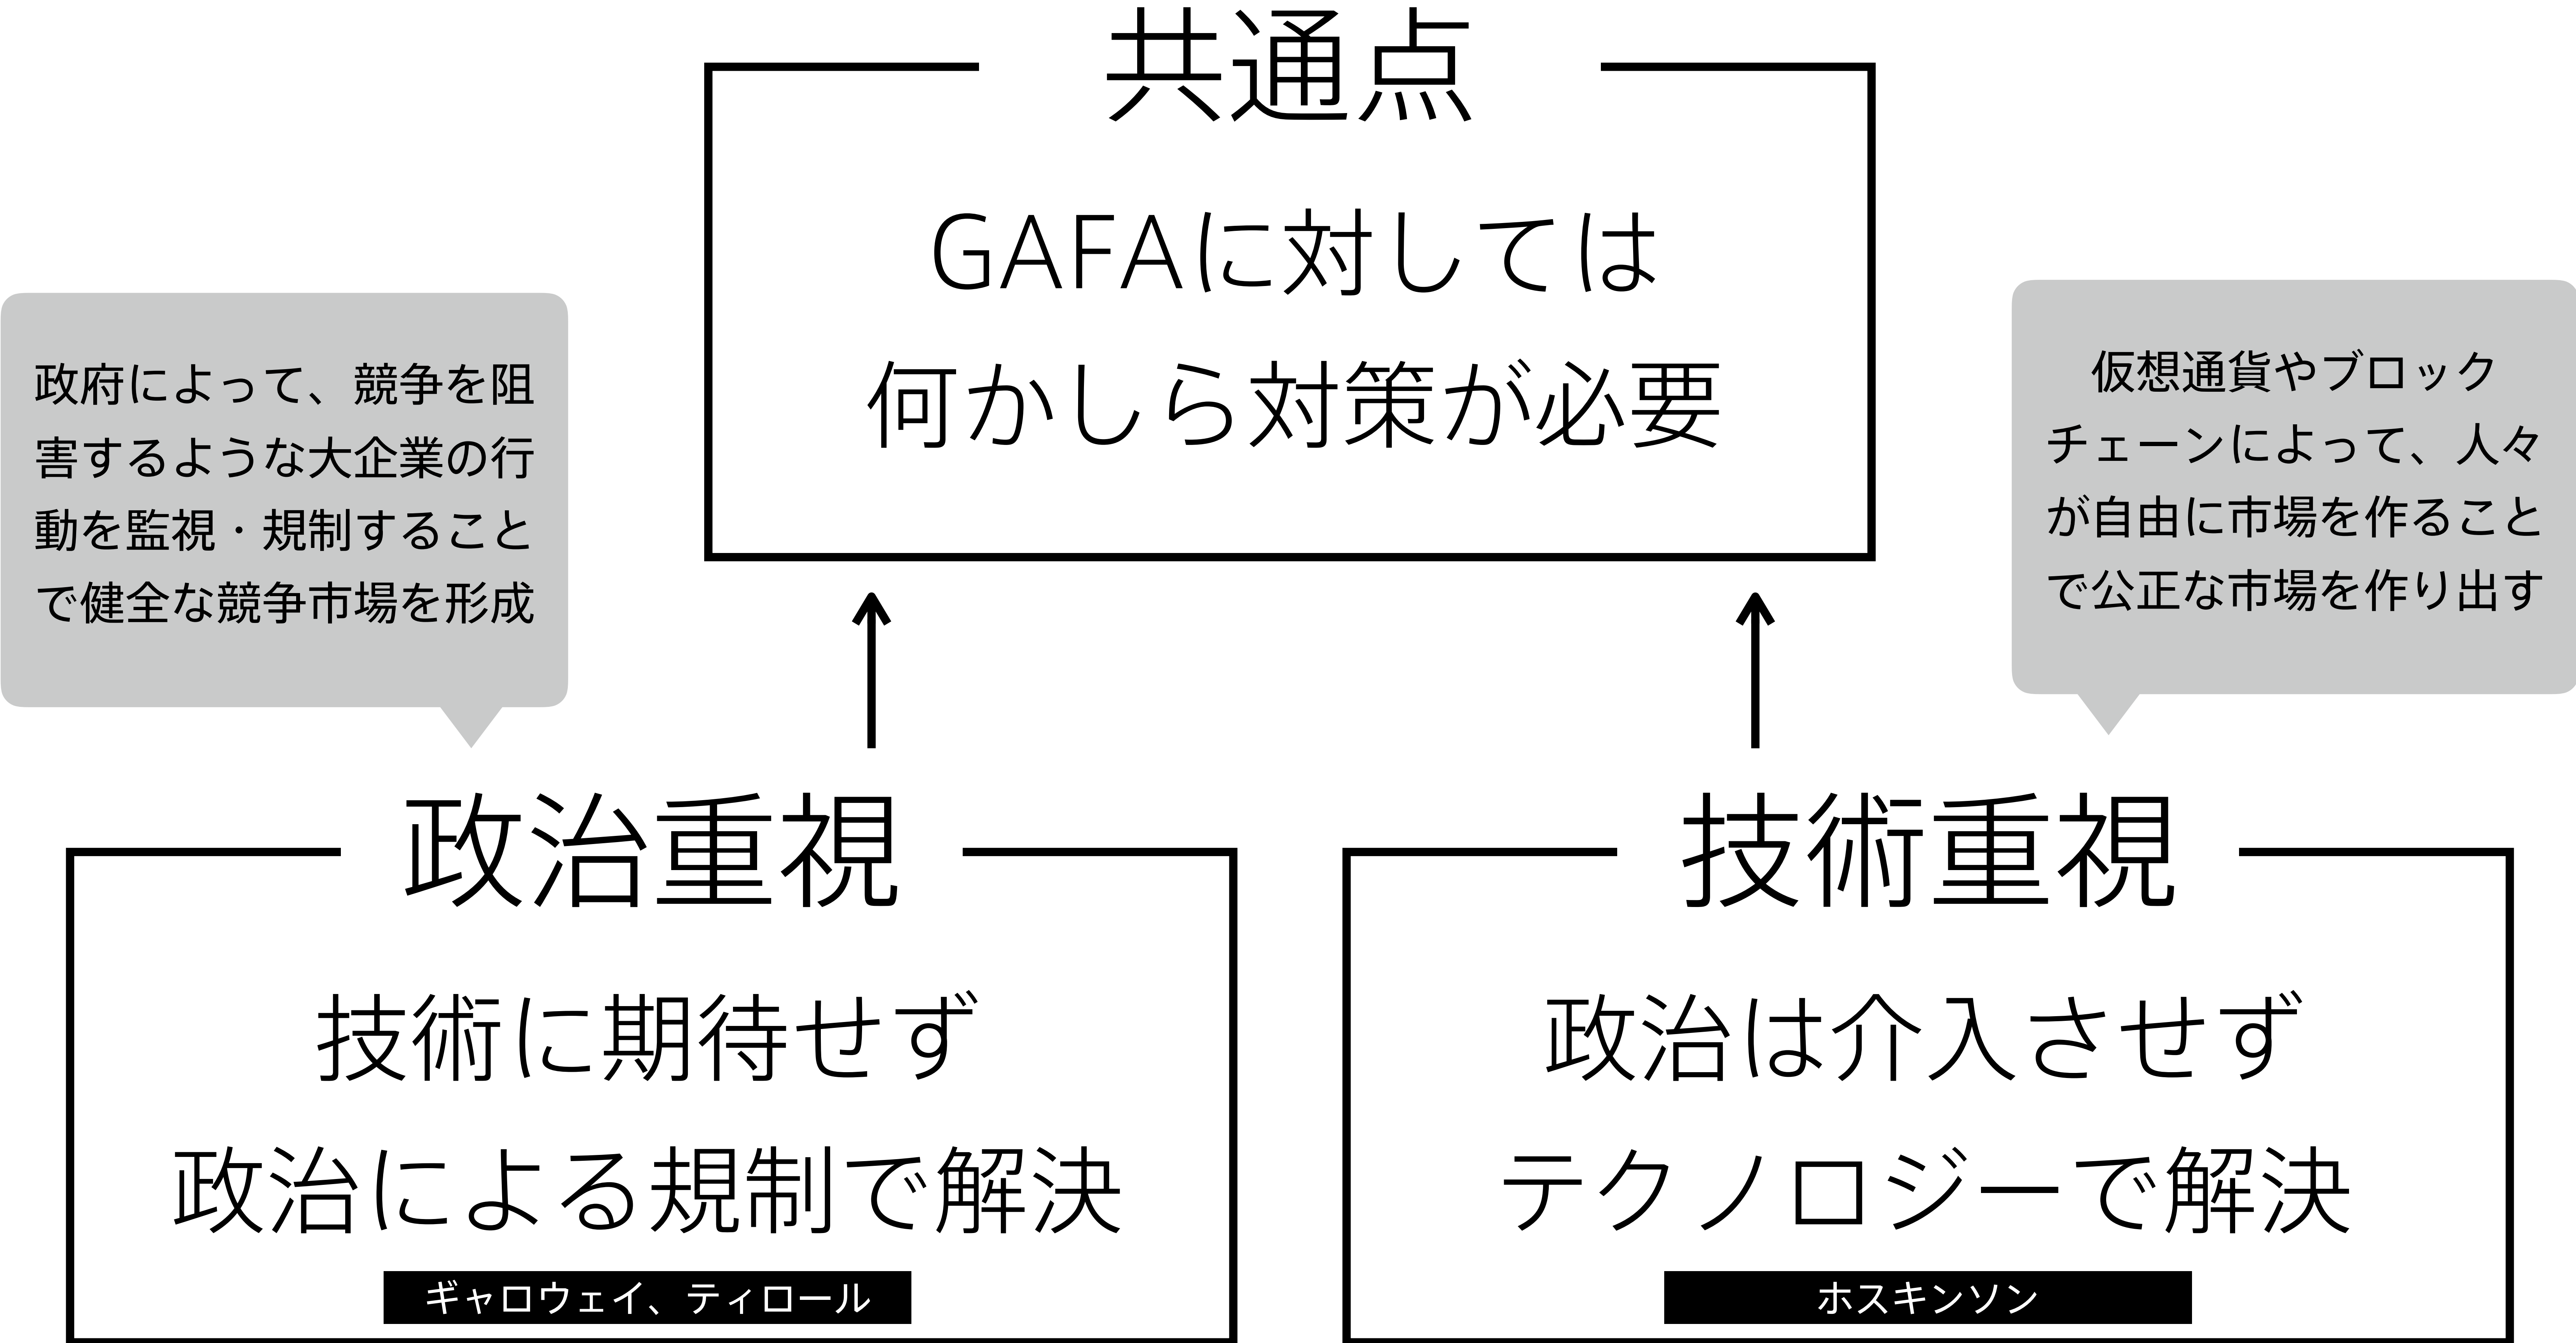 共通点
GAFAに対しては
何かしら対策が必要
政府によって、競争を阻
害するような大企業の行
動を監視・規制すること
で健全な競争市場を形成
仮想通貨やブロック
チェーンによって、人々
が自由に市場を作ること
で公正な市場を作り出す
政治重視
技術に期待せず
政治による規制で解決
ギャロウェイ、ティロール
技術重視
政治は介入させず
テクノロジーで解決
ホスキンソン